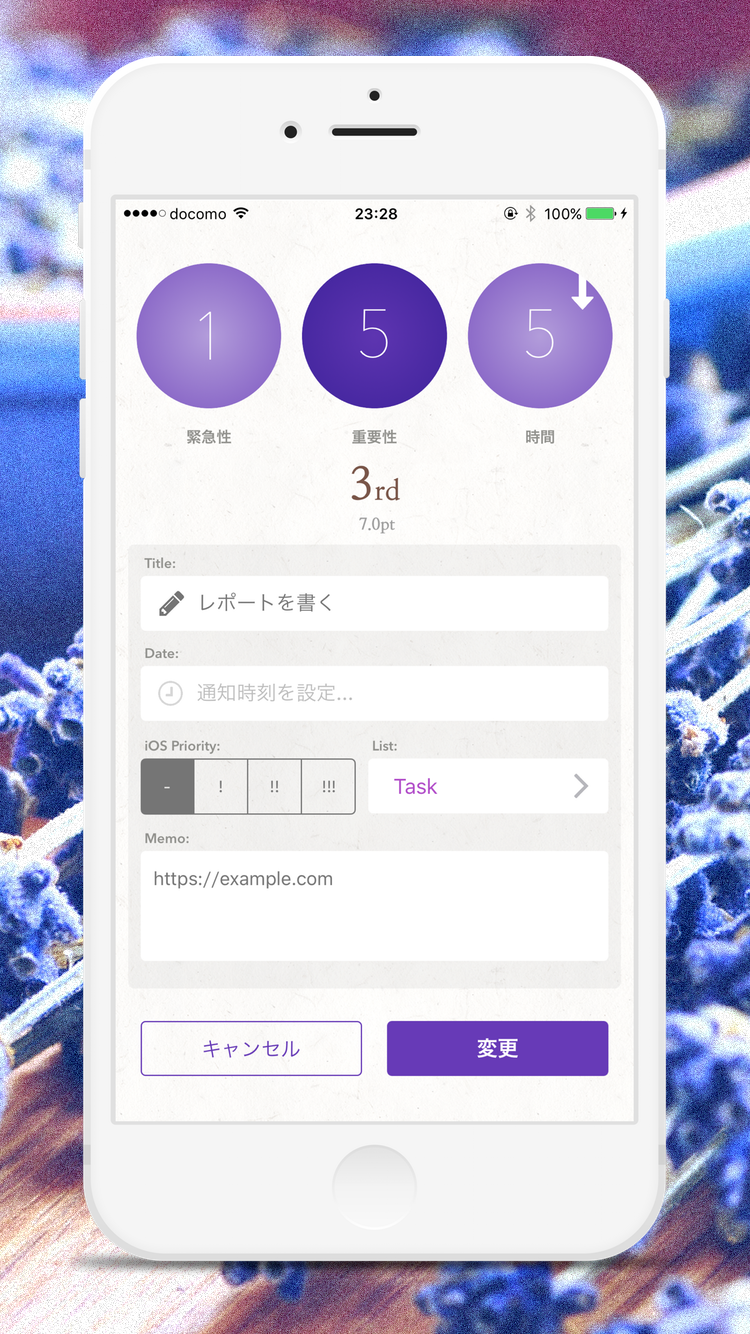 docomo 23:28 100%
1 5 5
緊急性 重要性 時間
3rd
7.0pt
Title:
レポートを書く
Date:
通知時刻を設定...
iOS Priority: List:
- ! !! !!! Task
Memo:
https://example.com
キャンセル 変更